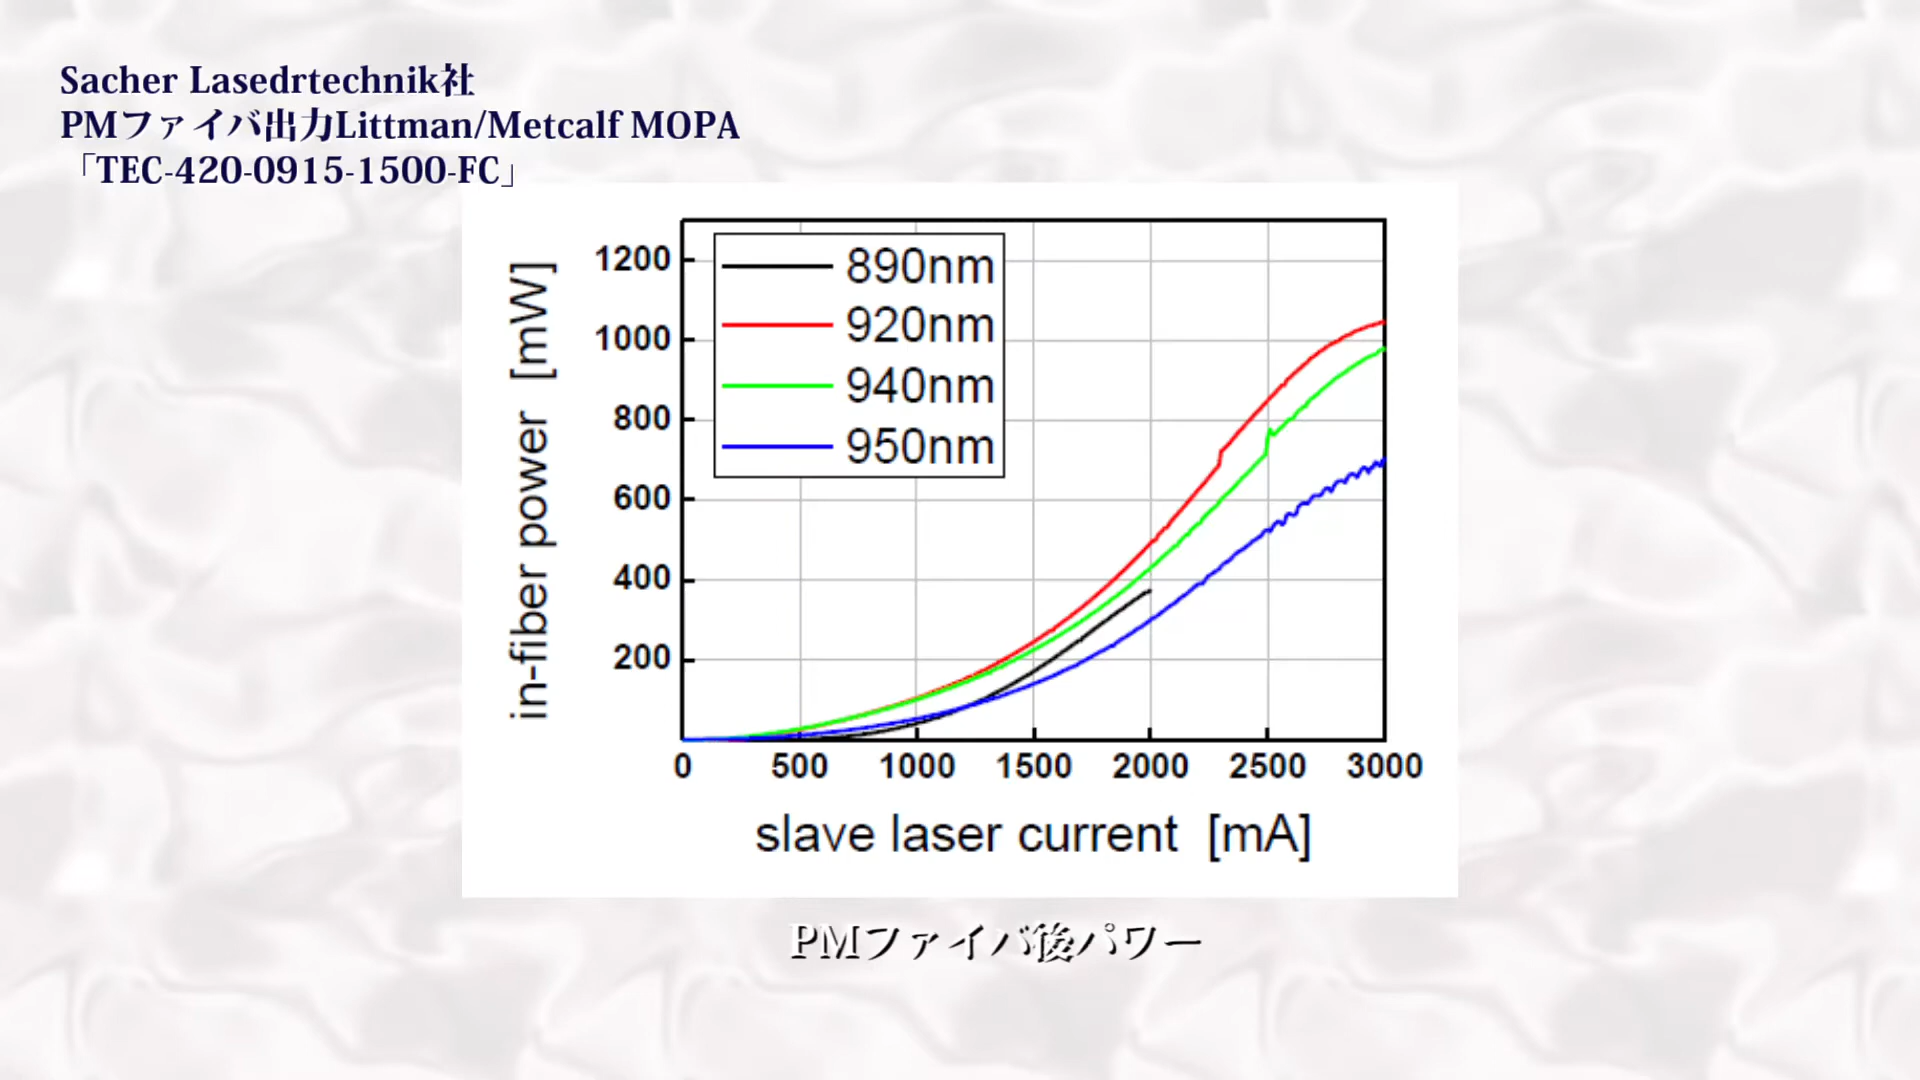 Sacher Lasedrtechnik社
PMファイバ出力Littman/Metcalf MOPA
「TEC-420-0915-1500-FC」
in-fiber power [mW]
1200
1000
800
600
400
200
890nm
920nm
940nm
950nm
0 500 1000 1500 2000 2500 3000
slave laser current [mA]
PMファイバ後パワー